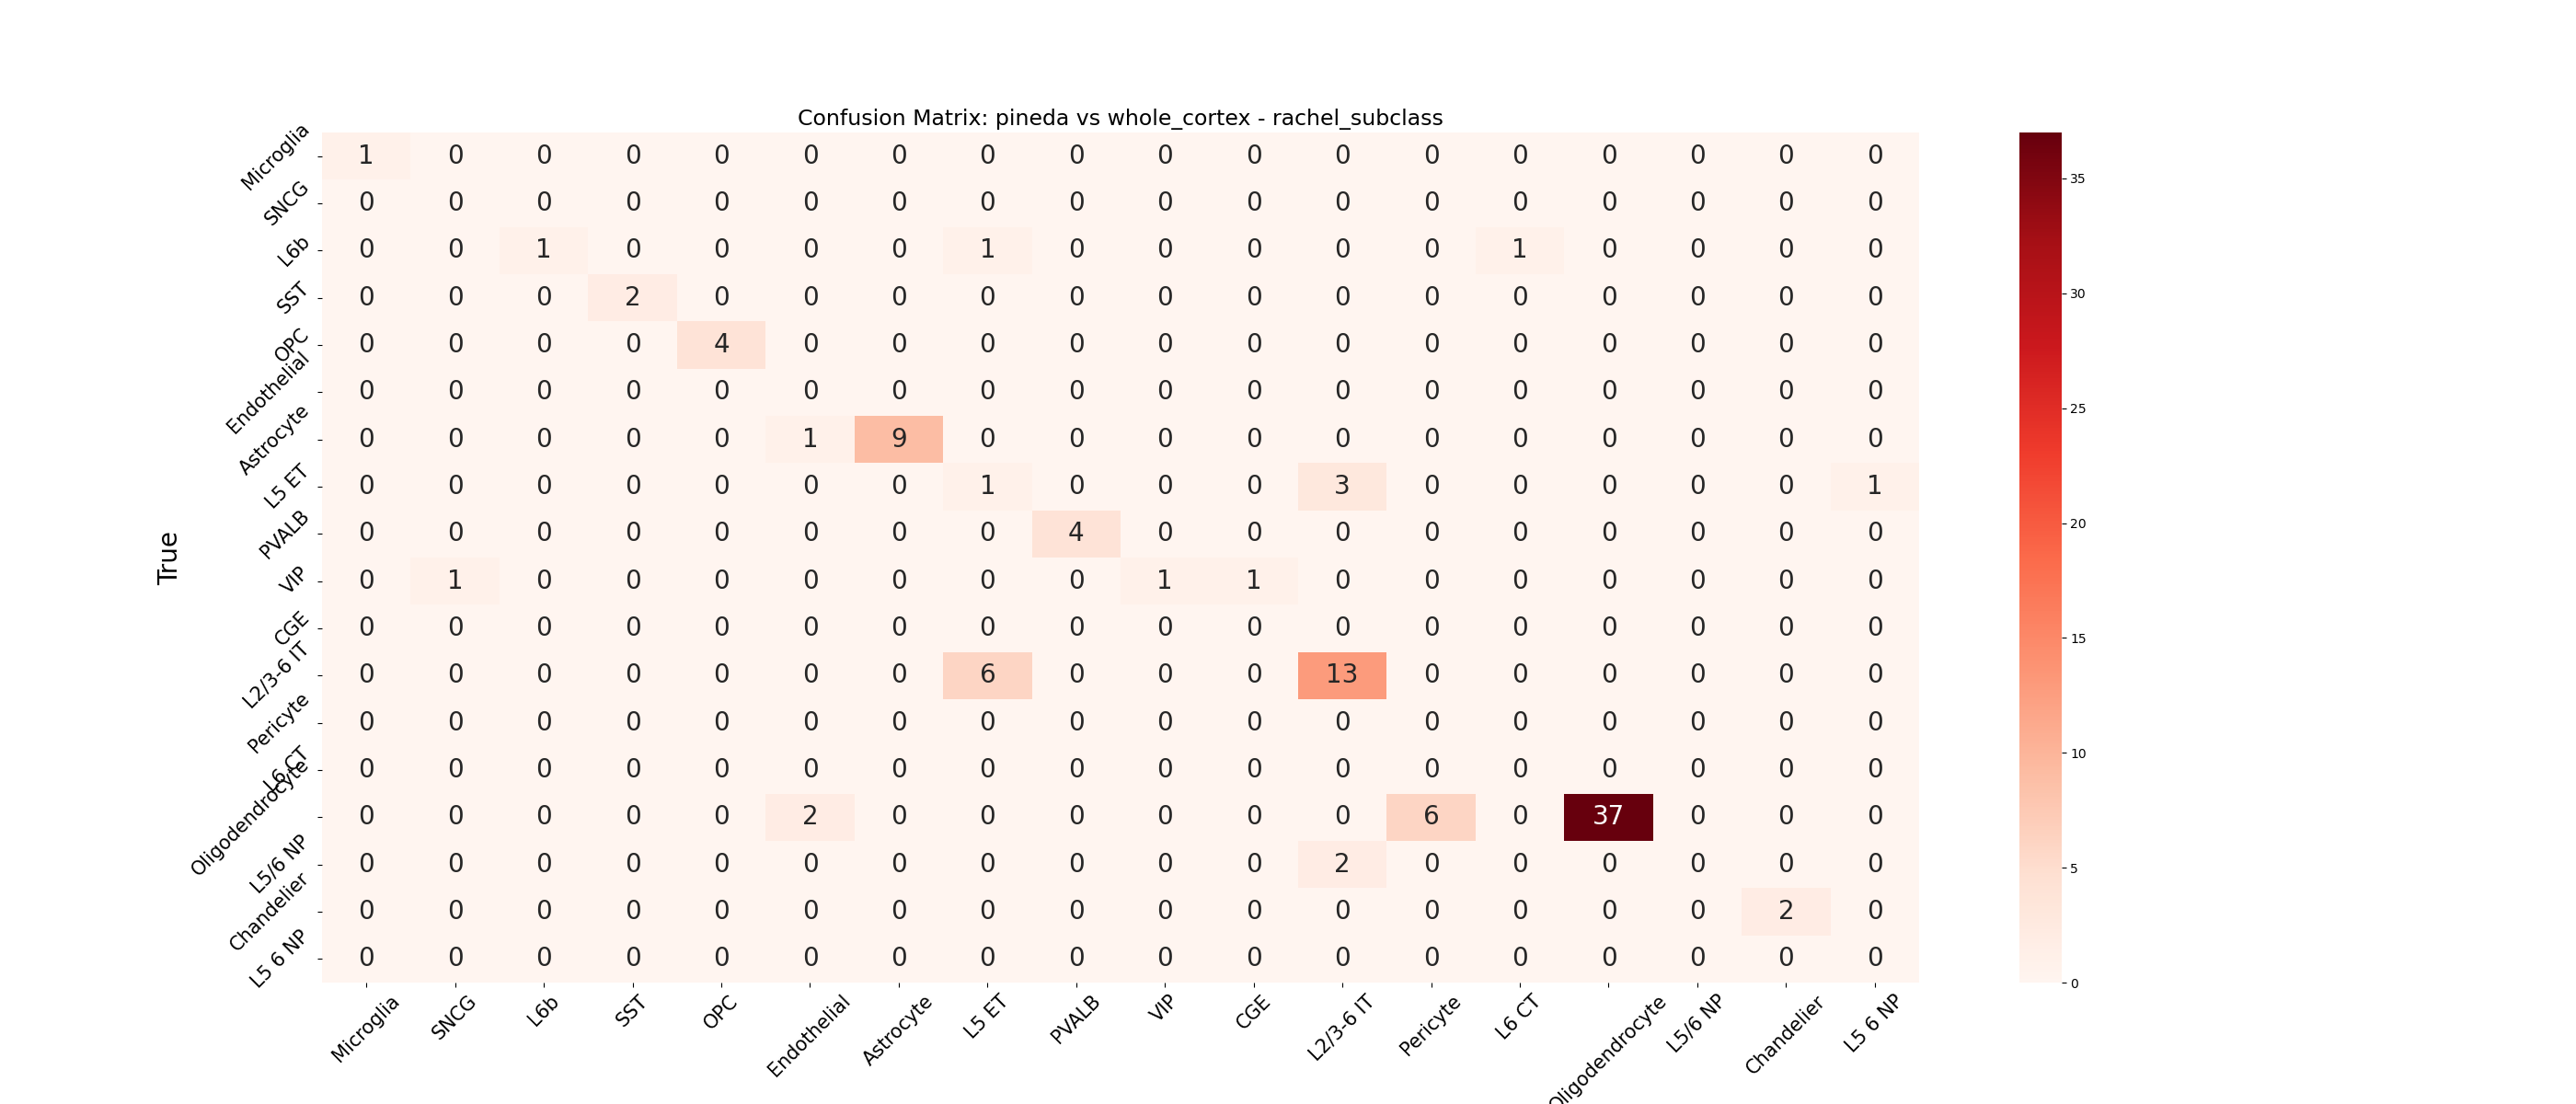 Confusion Matrix: pineda vs whole_cortex - rachel_subclass
True
Microglia 1 0 0 0 0 0 0 0 0 0 0 0 0 0 0 0 0 0
SNCG 0 0 0 0 0 0 0 0 0 0 0 0 0 0 0 0 0 0
L6b 0 0 1 0 0 0 0 1 0 0 0 0 0 1 0 0 0 0
SST 0 0 0 2 0 0 0 0 0 0 0 0 0 0 0 0 0 0
OPC 0 0 0 0 4 0 0 0 0 0 0 0 0 0 0 0 0 0
Endothelial 0 0 0 0 0 0 0 0 0 0 0 0 0 0 0 0 0 0
Astrocyte 0 0 0 0 0 1 9 0 0 0 0 0 0 0 0 0 0 0
L5 ET 0 0 0 0 0 0 0 1 0 0 0 3 0 0 0 0 0 1
PVALB 0 0 0 0 0 0 0 0 4 0 0 0 0 0 0 0 0 0
VIP 0 1 0 0 0 0 0 0 0 1 1 0 0 0 0 0 0 0
CGE 0 0 0 0 0 0 0 0 0 0 0 0 0 0 0 0 0 0
L2/3-6 IT 0 0 0 0 0 0 0 6 0 0 0 13 0 0 0 0 0 0
Pericyte 0 0 0 0 0 0 0 0 0 0 0 0 0 0 0 0 0 0
L6 CT 0 0 0 0 0 0 0 0 0 0 0 0 0 0 0 0 0 0
Oligodendrocyte 0 0 0 0 0 2 0 0 0 0 0 0 6 0 37 0 0 0
L5/6 NP 0 0 0 0 0 0 0 0 0 0 0 2 0 0 0 0 0 0
Chandelier 0 0 0 0 0 0 0 0 0 0 0 0 0 0 0 0 2 0
L5 6 NP 0 0 0 0 0 0 0 0 0 0 0 0 0 0 0 0 0 0
Microglia SNCG L6b SST OPC Endothelial Astrocyte L5 ET PVALB VIP CGE L2/3-6 IT Pericyte L6 CT Oligodendrocyte L5/6 NP Chandelier L5 6 NP
35
30
25
20
15
10
5
0